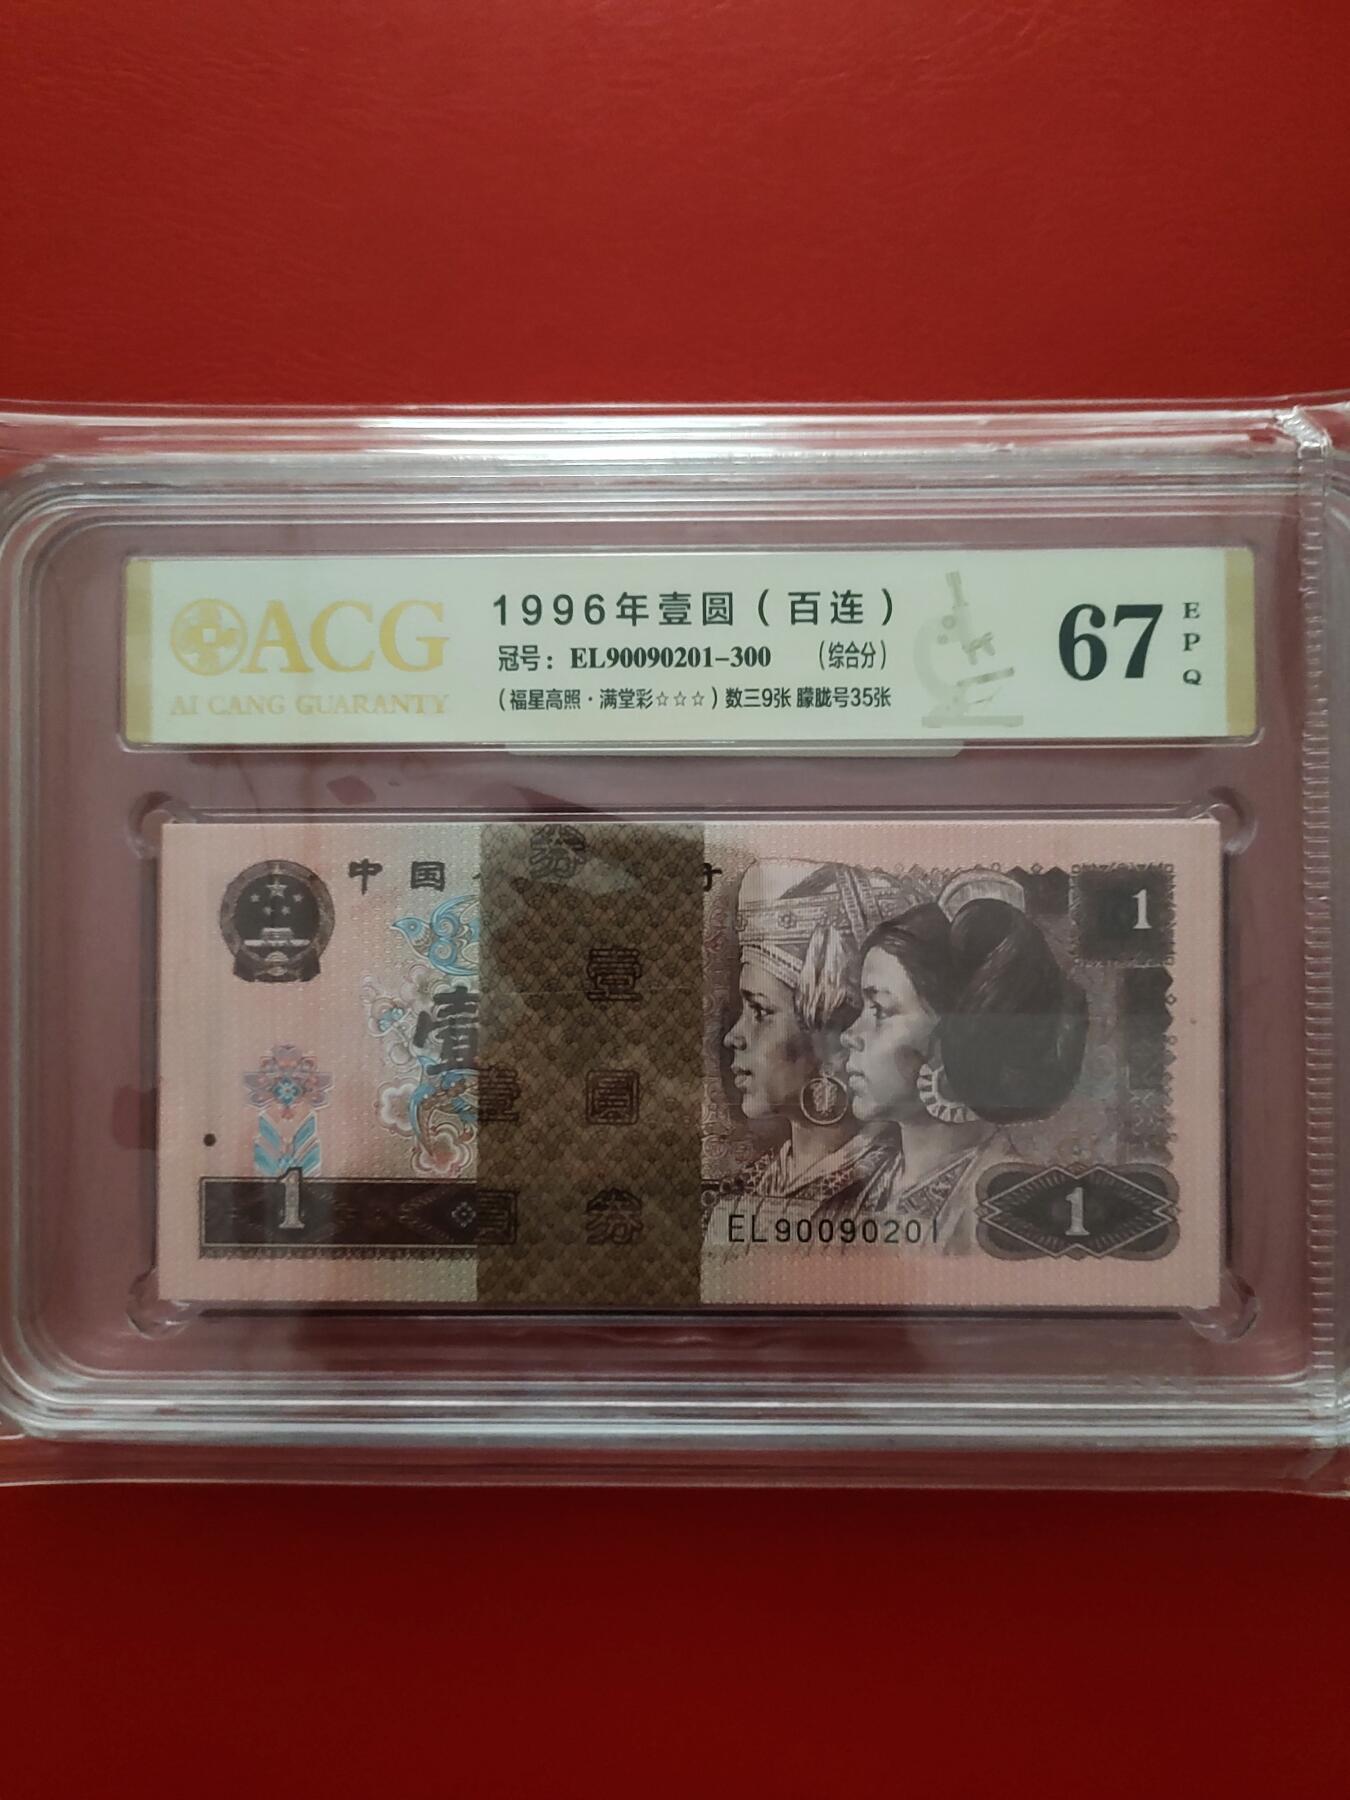 ACG
AI CANG GUARANTY
1996年壹圆（百连）
冠号：EL90090201-300 （综合分）
（福星高照·满堂彩☆☆☆）数三9张 朦胧号35张
67
EPQ
中国
1
壹
壹圆券
券
壹圆
1
EL90090201
1